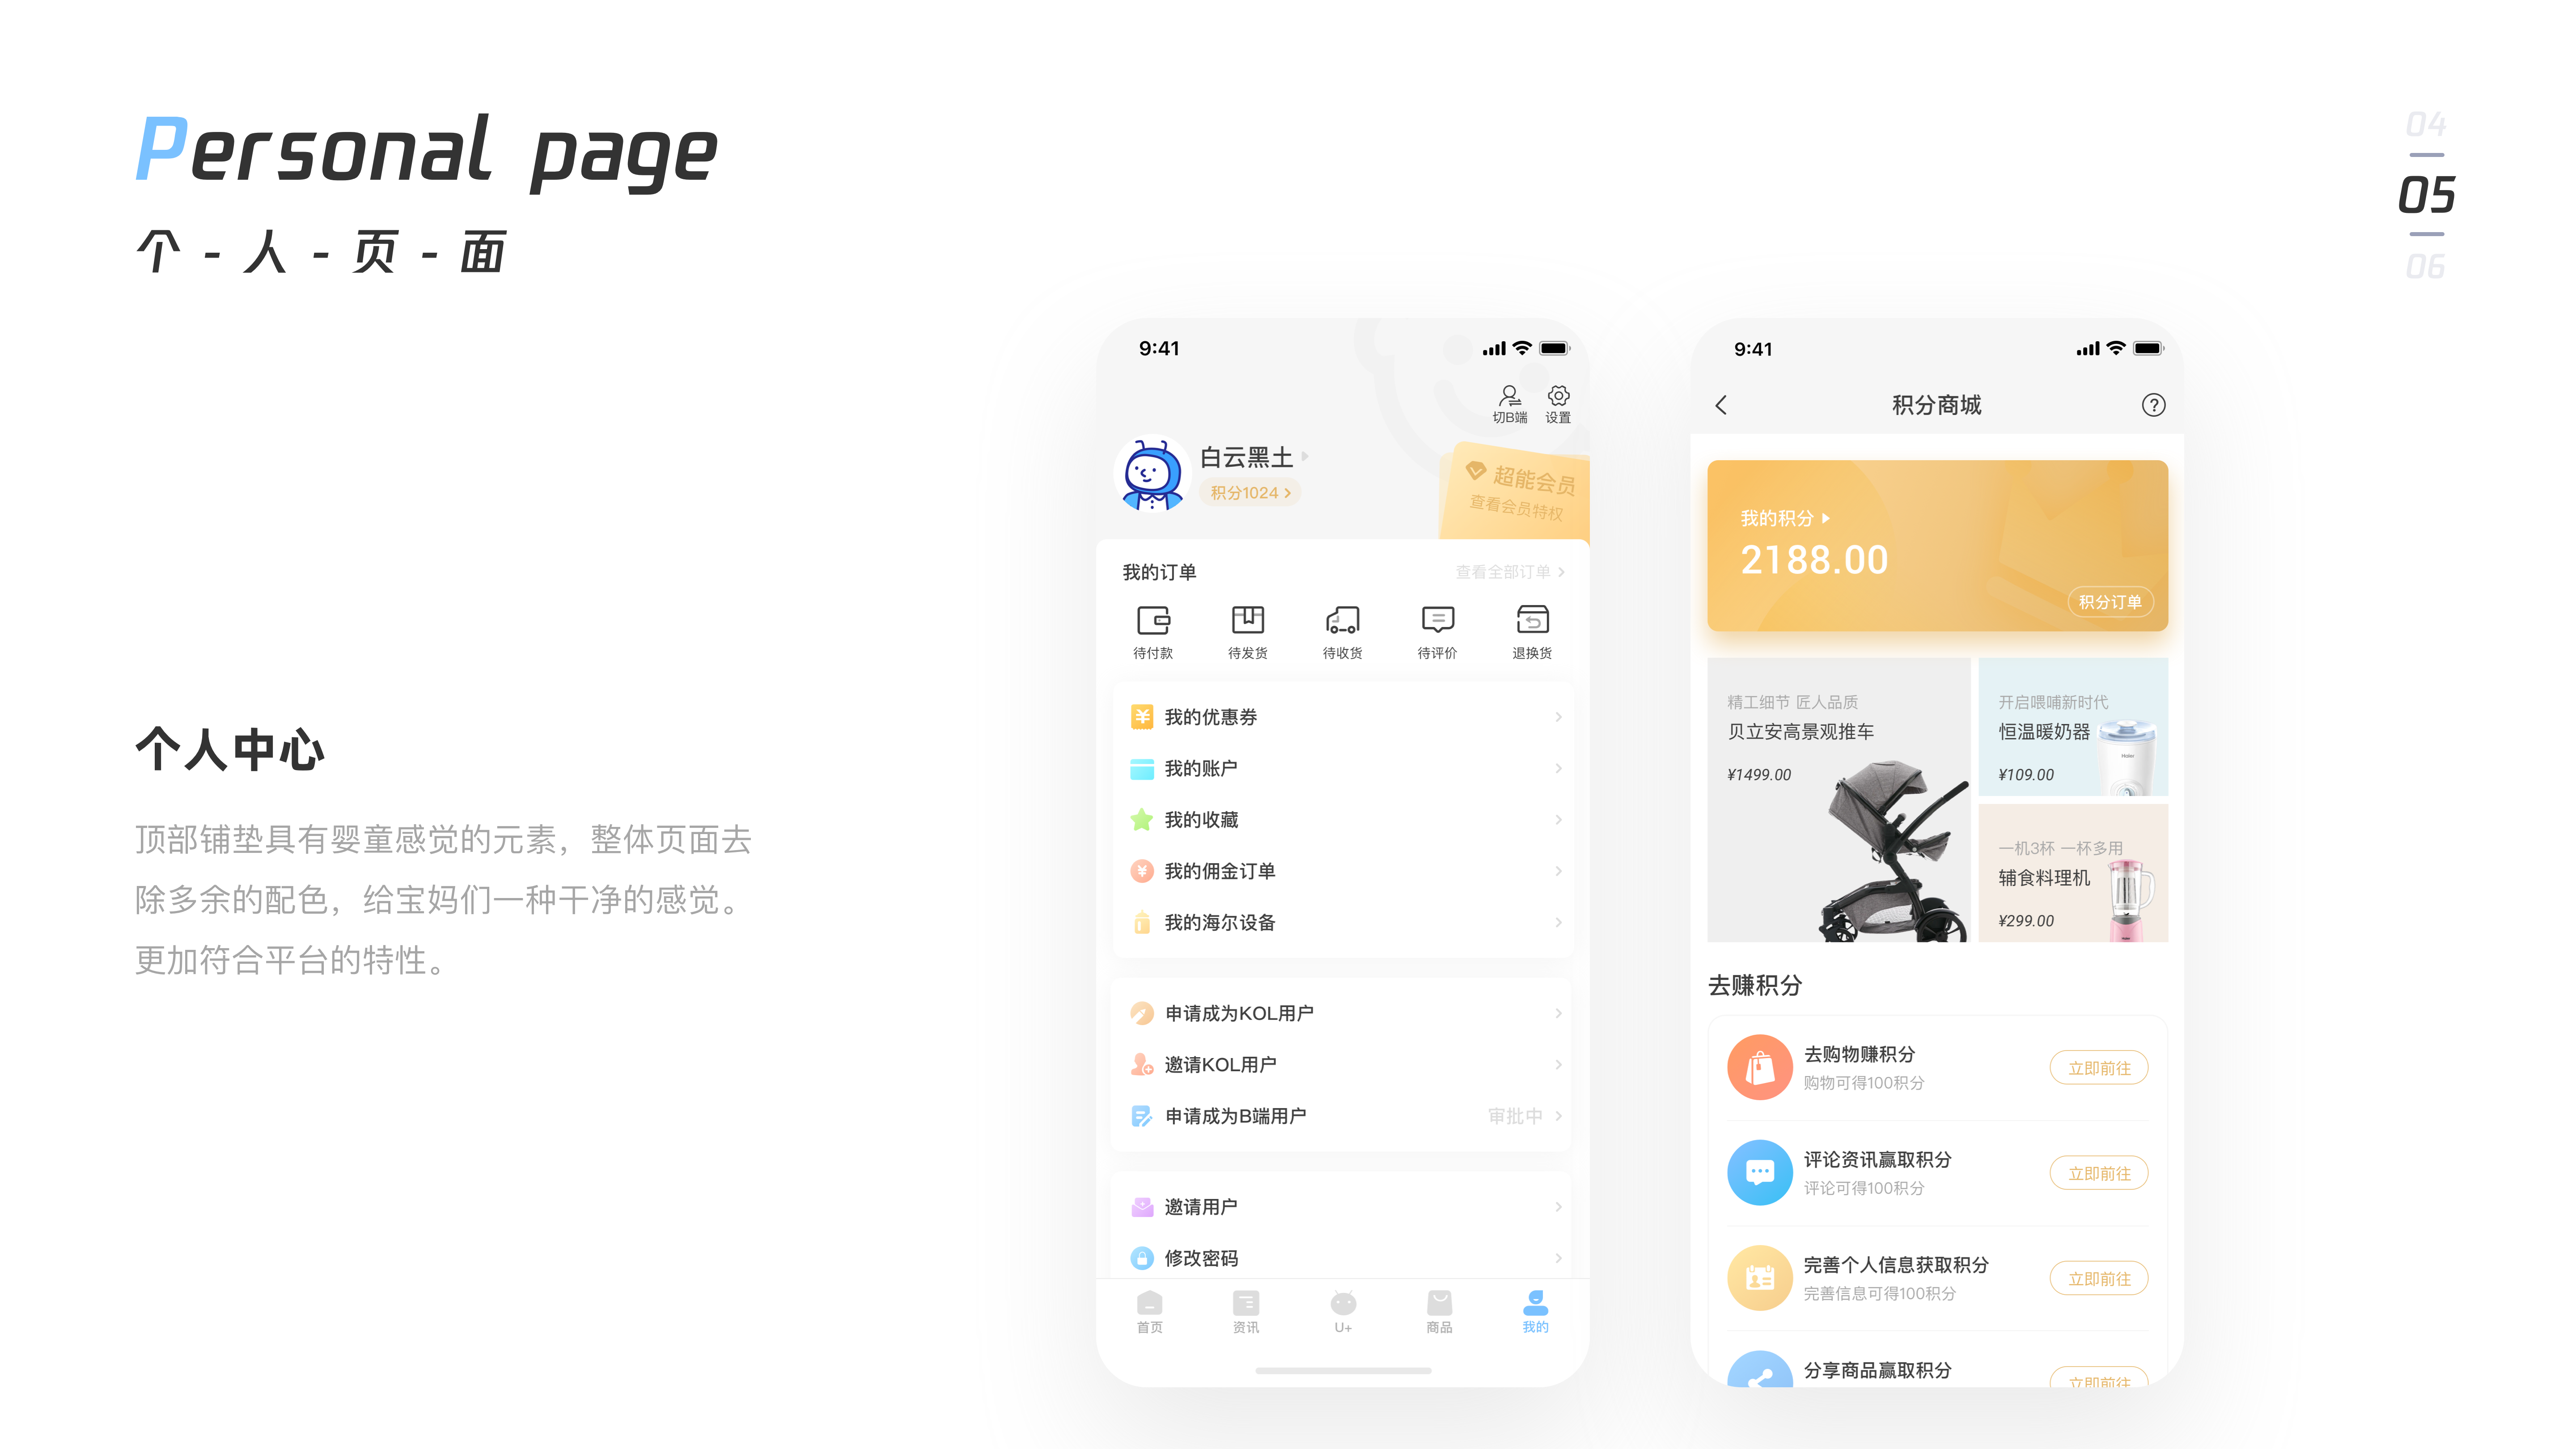 Personal page
个-人-页-面
04
05
06
个人中心
顶部铺垫具有婴童感觉的元素，整体页面去
除多余的配色，给宝妈们一种干净的感觉。
更加符合平台的特性。
9:41
切B端
设置
白云黑土
积分1024
超能会员
查看会员特权
我的订单
查看全部订单
待付款
待发货
待收货
待评价
退换货
我的优惠券
我的账户
我的收藏
我的佣金订单
我的海尔设备
申请成为KOL用户
邀请KOL用户
申请成为B端用户
审批中
邀请用户
修改密码
首页
资讯
U+
商品
我的
9:41
积分商城
我的积分
2188.00
积分订单
精工细节 匠人品质
贝立安高景观推车
¥1499.00
开启喂哺新时代
恒温暖奶器
¥109.00
Haier
一机3杯 一杯多用
辅食料理机
¥299.00
去赚积分
去购物赚积分
购物可得100积分
立即前往
评论资讯赢取积分
评论可得100积分
立即前往
完善个人信息获取积分
完善信息可得100积分
立即前往
分享商品赢取积分
立即前往